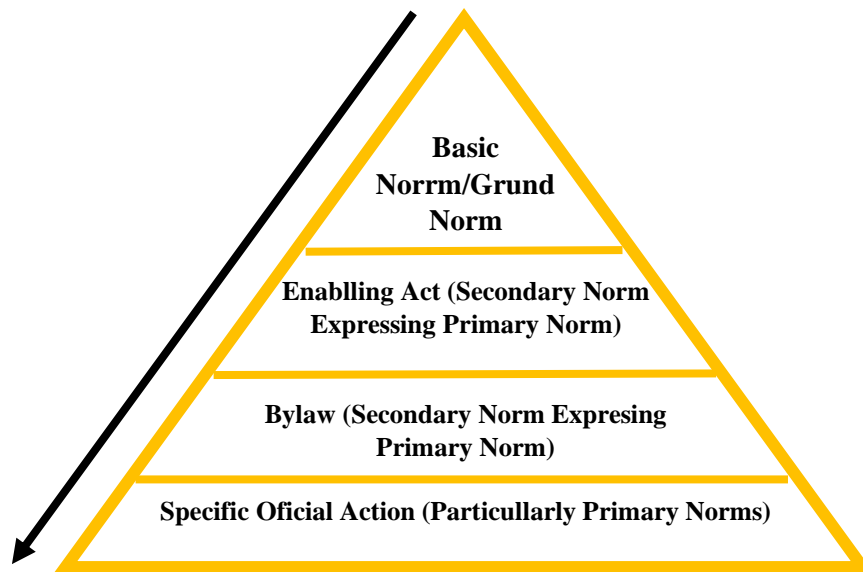 Basic
Norrm/Grund
Norm
Enablling Act (Secondary Norm
Expressing Primary Norm)
Bylaw (Secondary Norm Expresing
Primary Norm)
Specific Oficial Action (Particullarly Primary Norms)